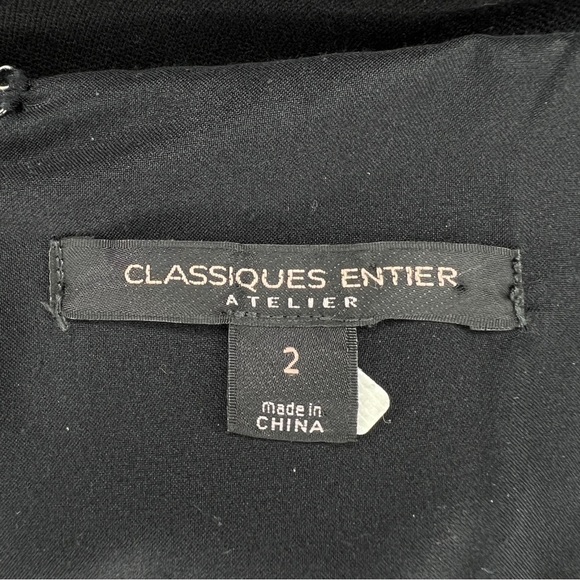 CLASSIQUES ENTIER
ATELIER
2
made in
CHINA